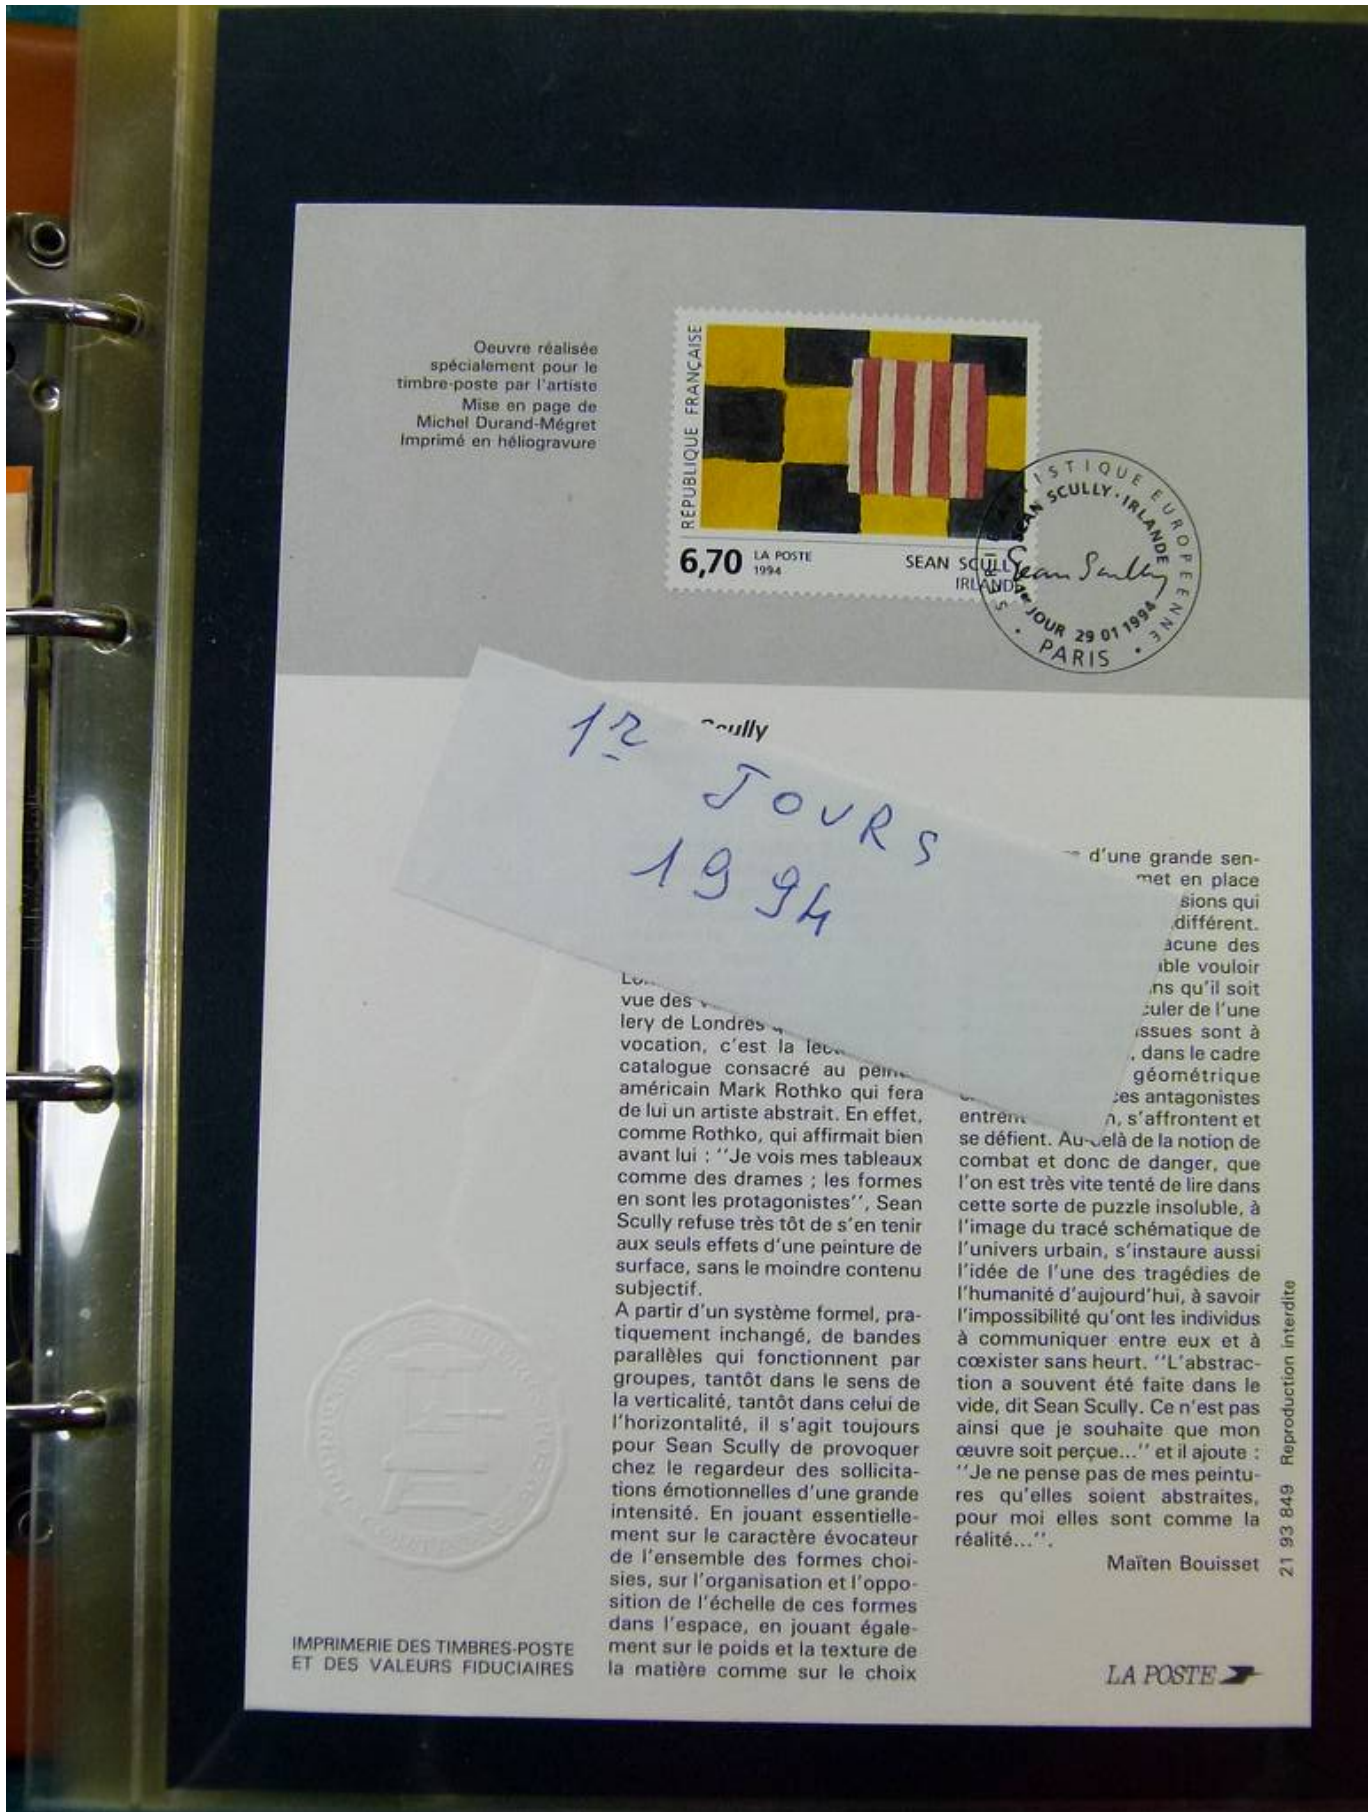 Oeuvre réalisée
spécialement pour le
timbre-poste par l'artiste
Mise en page de
Michel Durand-Mégret
Imprimé en héliogravure
RÉPUBLIQUE FRANÇAISE
6,70 LA POSTE
1994
SEAN SCULLY
IRLANDE
EUROPEENNE
SEAN SCULLY - IRLANDE
Sean Scully
1er JOUR 29 01 1994
• PARIS •
1r JOURS
1994
d'une grande sen-
met en place
qui
différent.
des
vouloir
qu'il soit
de l'une
sont à
, dans le cadre
géométrique
antagonistes
s'affrontent et
se défient. Au-delà de la notion de
combat et donc de danger, que
l'on est très vite tenté de lire dans
cette sorte de puzzle insoluble, à
l'image du tracé schématique de
l'univers urbain, s'instaure aussi
l'idée de l'une des tragédies de
l'humanité d'aujourd'hui, à savoir
l'impossibilité qu'ont les individus
à communiquer entre eux et à
cœxister sans heurt. ''L'abstrac-
tion a souvent été faite dans le
vide, dit Sean Scully. Ce n'est pas
ainsi que je souhaite que mon
œuvre soit perçue...'' et il ajoute :
''Je ne pense pas de mes peintu-
res qu'elles soient abstraites,
pour moi elles sont comme la
réalité...''.
Maïten Bouisset
vue des
lery de Londres
vocation, c'est la
catalogue consacré au
américain Mark Rothko qui fera
de lui un artiste abstrait. En effet,
comme Rothko, qui affirmait bien
avant lui : ''Je vois mes tableaux
comme des drames ; les formes
en sont les protagonistes'', Sean
Scully refuse très tôt de s'en tenir
aux seuls effets d'une peinture de
surface, sans le moindre contenu
subjectif.
A partir d'un système formel, pra-
tiquement inchangé, de bandes
parallèles qui fonctionnent par
groupes, tantôt dans le sens de
la verticalité, tantôt dans celui de
l'horizontalité, il s'agit toujours
pour Sean Scully de provoquer
chez le regardeur des sollicita-
tions émotionnelles d'une grande
intensité. En jouant essentielle-
ment sur le caractère évocateur
de l'ensemble des formes choi-
sies, sur l'organisation et l'oppo-
sition de l'échelle de ces formes
dans l'espace, en jouant égale-
ment sur le poids et la texture de
la matière comme sur le choix
IMPRIMERIE DES TIMBRES-POSTE
ET DES VALEURS FIDUCIAIRES
LA POSTE
21 93 849 Reproduction interdite